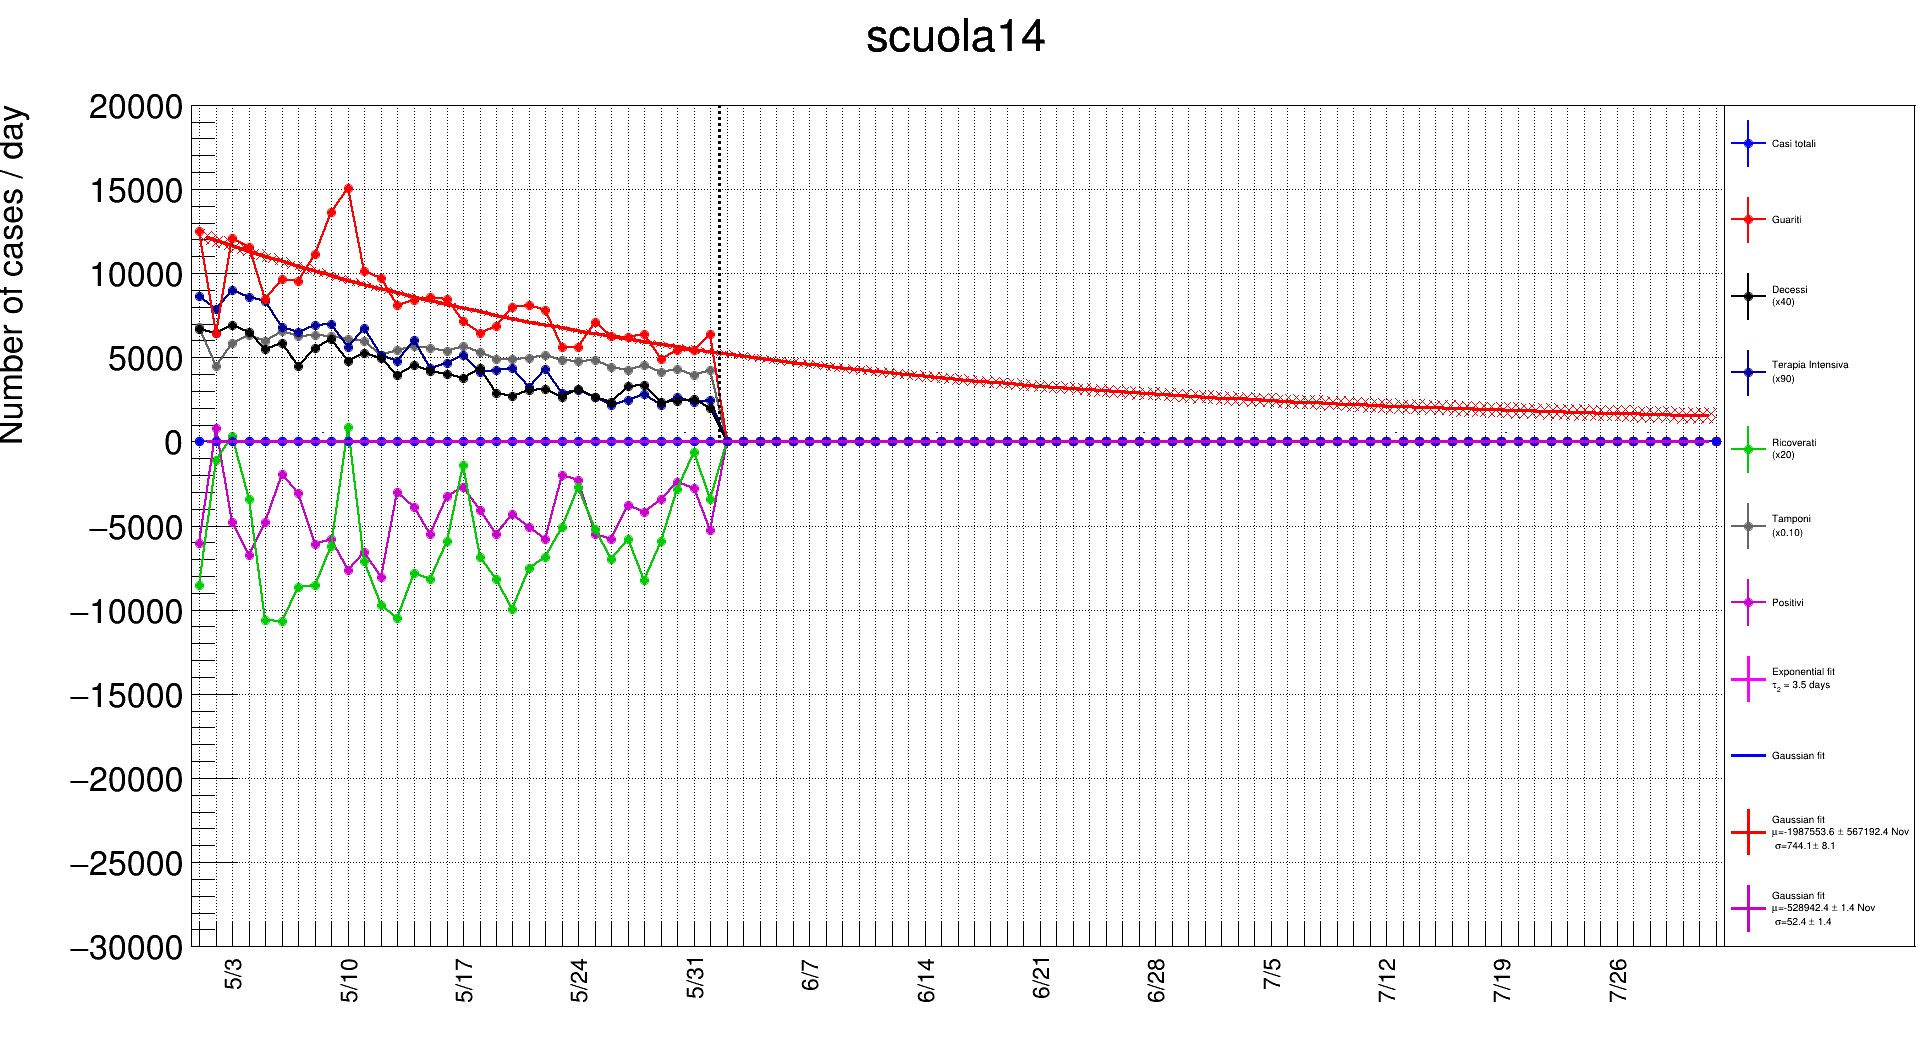 scuola14
Number of cases / day
20000
15000
10000
5000
0
−5000
−10000
−15000
−20000
−25000
−30000
5/3
5/10
5/17
5/24
5/31
6/7
6/14
6/21
6/28
7/5
7/12
7/19
7/26
Casi totali
Guariti
Decessi
(x40)
Terapia Intensiva
(x90)
Ricoverati
(x20)
Tamponi
(x0.10)
Positivi
Exponential fit
τ2 = 3.5 days
Gaussian fit
Gaussian fit
μ=-1987553.6 ± 567192.4 Nov
σ=744.1± 8.1
Gaussian fit
μ=-528942.4 ± 1.4 Nov
σ=52.4 ± 1.4